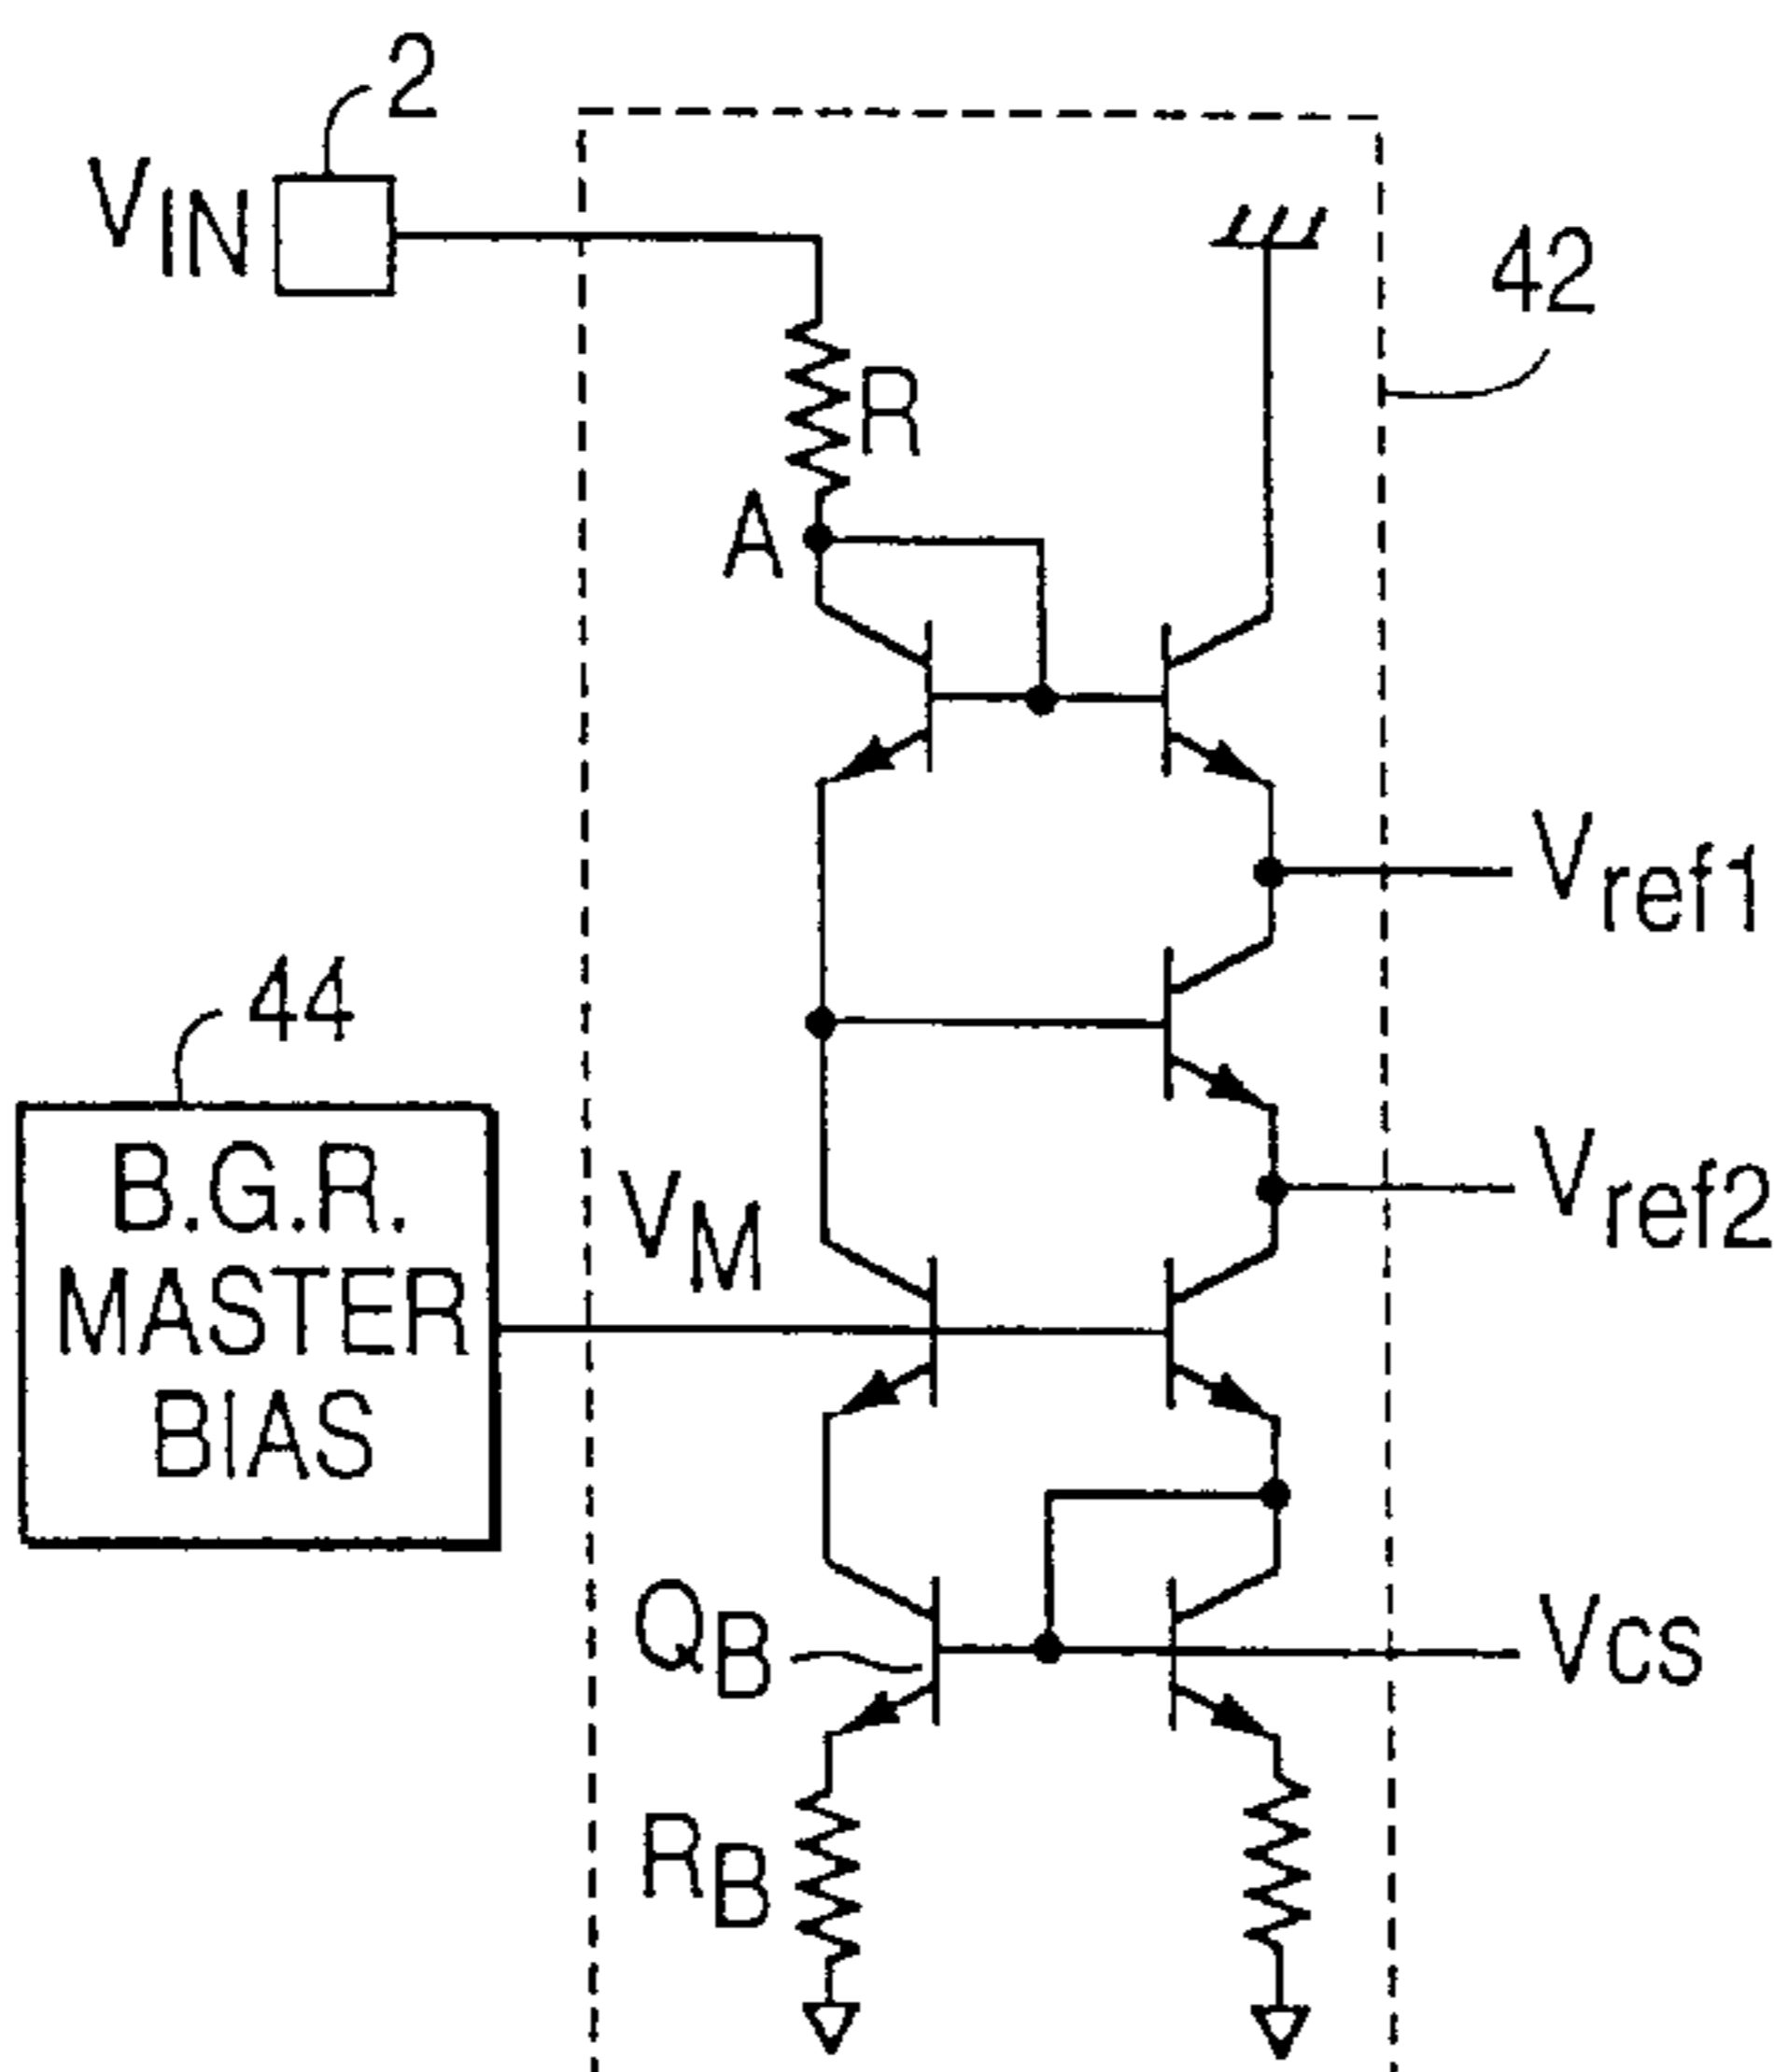 2
VIN
42
R
A
Vref1
44
B.G.R.
MASTER
BIAS
VM
Vref2
QB
VCS
RB